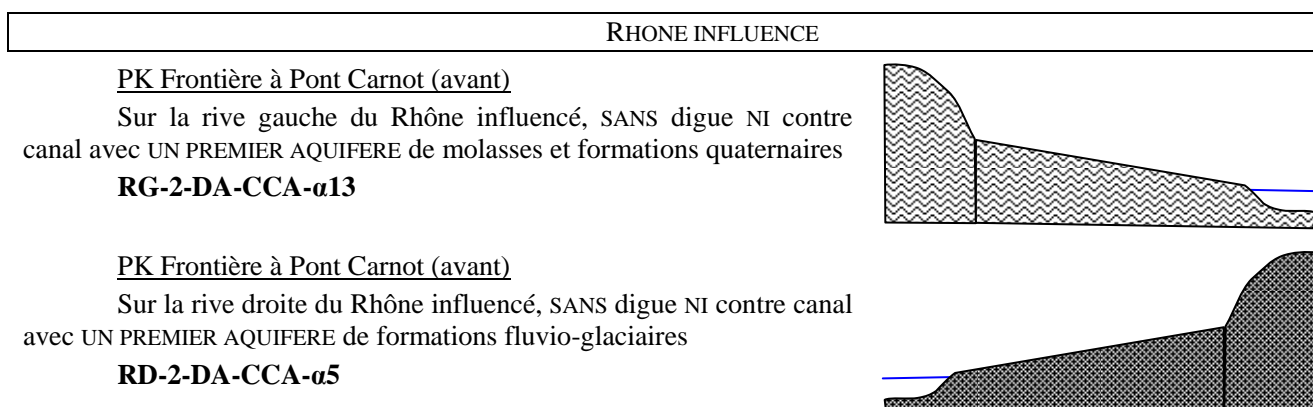 RHONE INFLUENCE
PK Frontière à Pont Carnot (avant)
Sur la rive gauche du Rhône influencé, SANS digue NI contre
canal avec UN PREMIER AQUIFERE de molasses et formations quaternaires
RG-2-DA-CCA-α13
PK Frontière à Pont Carnot (avant)
Sur la rive droite du Rhône influencé, SANS digue NI contre canal
avec UN PREMIER AQUIFERE de formations fluvio-glaciaires
RD-2-DA-CCA-α5